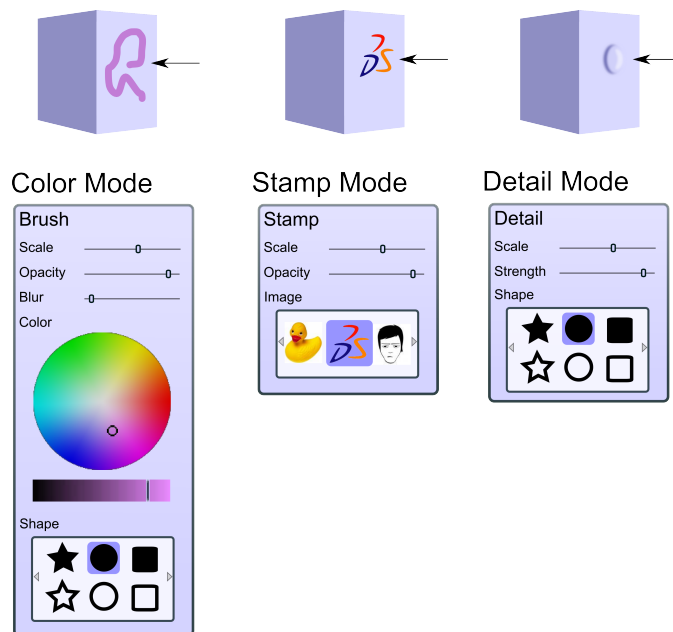 Color Mode
Stamp Mode
Detail Mode
Brush
Scale
Opacity
Blur
Color
Shape
Stamp
Scale
Opacity
Image
Detail
Scale
Strength
Shape